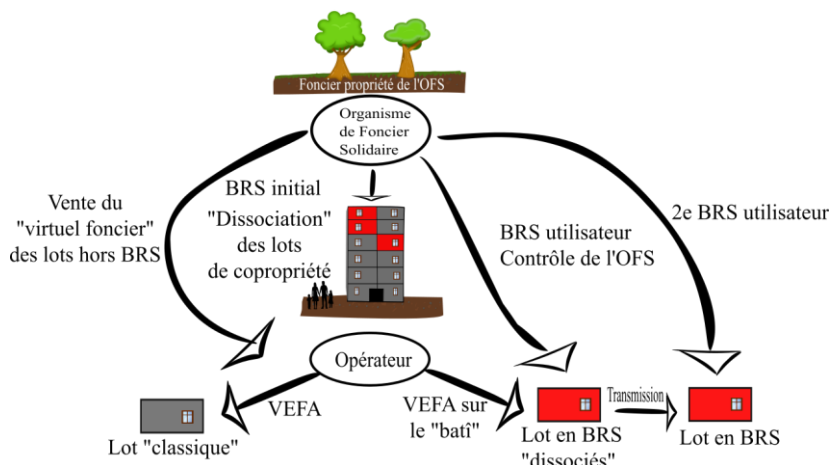 Foncier propriété de l'OFS
Organisme
de Foncier
Solidaire
Vente du
"virtuel foncier"
des lots hors BRS
BRS initial
"Dissociation"
des lots
de copropriété
BRS utilisateur
Contrôle de l'OFS
2e BRS utilisateur
Opérateur
VEFA
VEFA sur
le "batî"
Transmission
Lot "classique"
Lot en BRS
"dissociés"
Lot en BRS